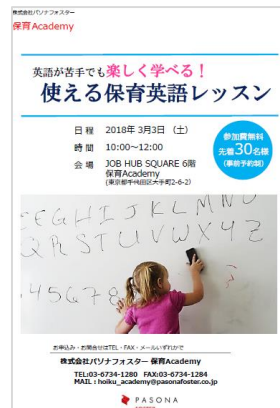 株式会社パソナフォスター
保育Academy
英語が苦手でも楽しく学べる！
使える保育英語レッスン
日程　2018年 3月3日 （土）
時間　10:00～12:00
会場　JOB HUB SQUARE 6階
保育Academy
(東京都千代田区大手町2-6-2)
参加費無料
先着30名様
(事前予約制)
E F G H I J K L M N U
Q R S T U V W X Y Z
4 5 6 7 8
お申込み・お問合せはTEL・FAX・メールいずれかで
株式会社パソナフォスター 保育Academy
TEL:03-6734-1280　FAX:03-6734-1284
MAIL : hoiku_academy@pasonafoster.co.jp
PASONA